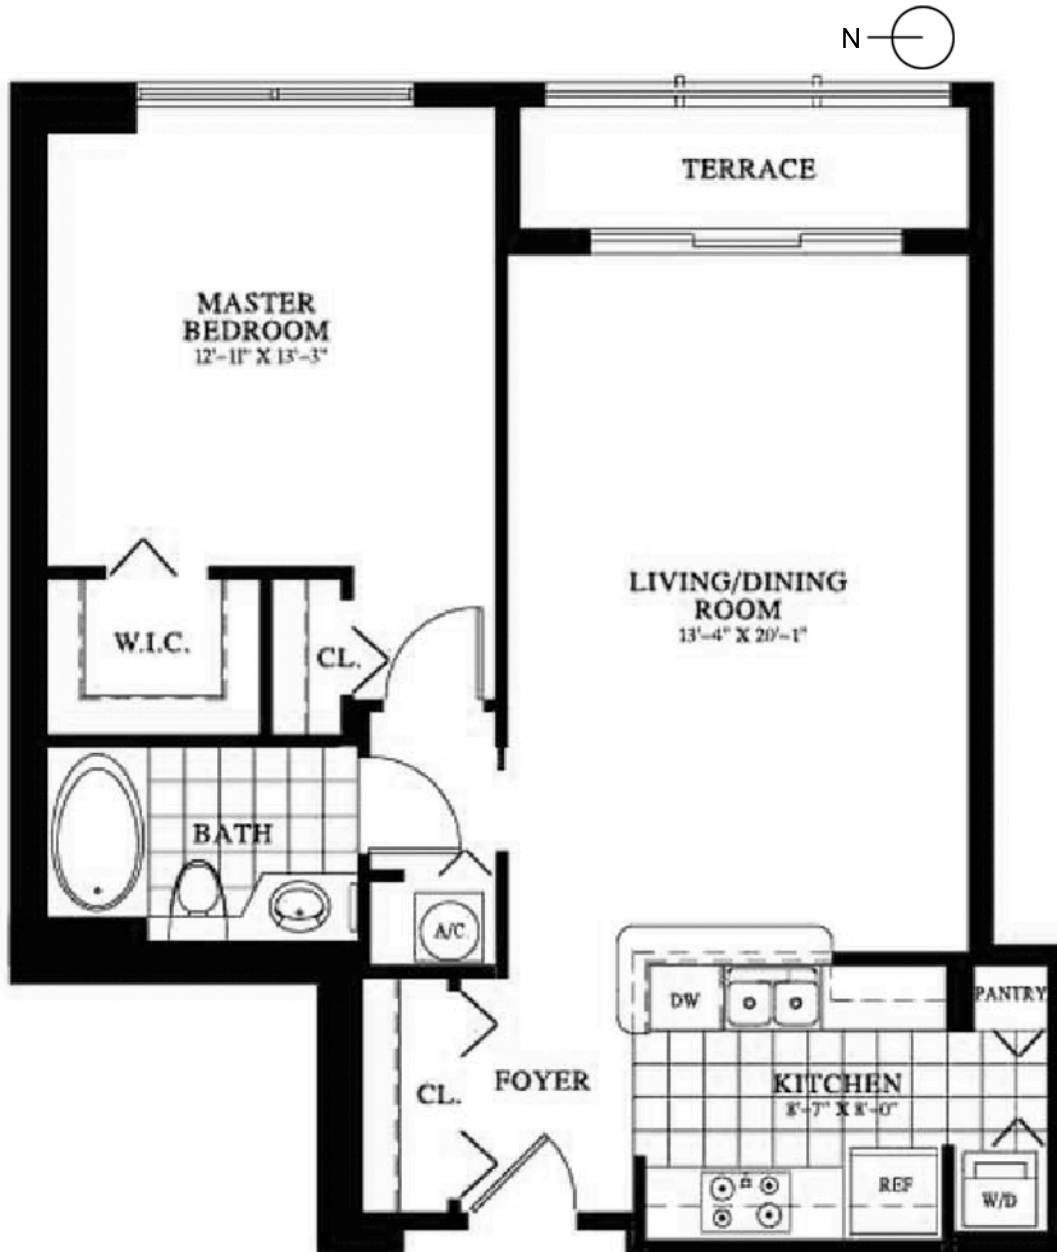 N
TERRACE
MASTER
BEDROOM
12'-11" X 13'-3"
LIVING/DINING
ROOM
13'-4" X 20'-1"
W.I.C.
CL.
BATH
A/C
DW
PANTRY
CL.
FOYER
KITCHEN
8'-7" X 8'-0"
REF
W/D